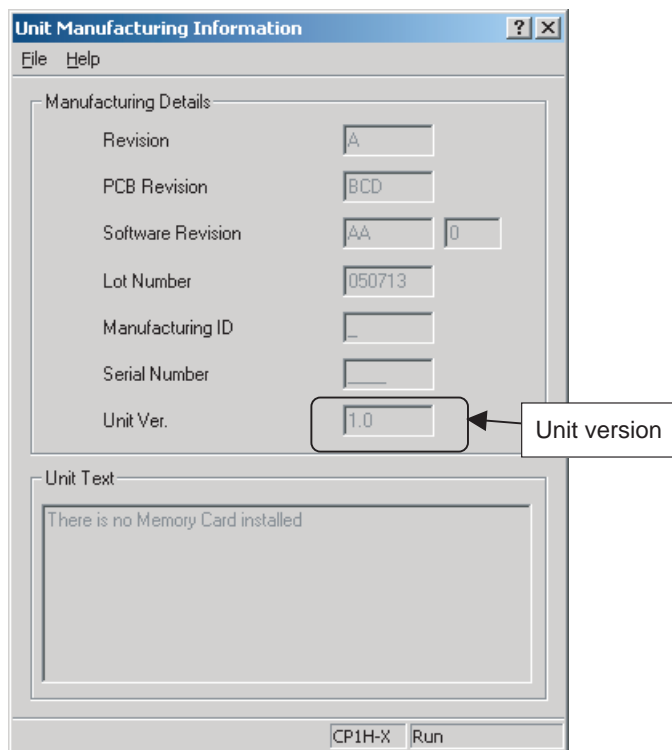 Unit Manufacturing Information
File Help
Manufacturing Details
Revision A
PCB Revision BCD
Software Revision AA 0
Lot Number 050713
Manufacturing ID _
Serial Number ____
Unit Ver. 1.0
Unit version
Unit Text
There is no Memory Card installed
CP1H-X Run